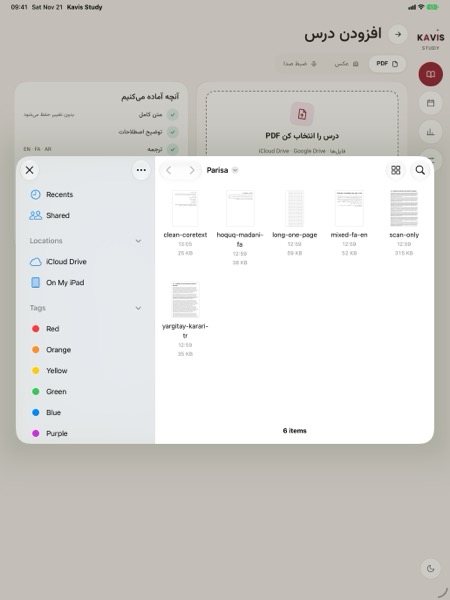 09:41 Sat Nov 21 Kavis Study
KAVİS
STUDY
افزودن درس
PDF
عکس
ضبط صدا
آنچه آماده می‌کنیم
متن کامل
بدون تغییر حفظ می‌شود
توضیح اصطلاحات
ترجمه
EN · FA · AR
درس را انتخاب کن PDF
فایل‌ها · iCloud Drive · Google Drive
Parisa
Recents
Shared
Locations
iCloud Drive
On My iPad
Tags
Red
Orange
Yellow
Green
Blue
Purple
clean-coretext
25 KB
hoquq-madani-
fa
12:59
38 KB
long-one-page
12:59
59 KB
mixed-fa-en
12:59
52 KB
scan-only
12:59
315 KB
yargitay-karari-
tr
12:59
35 KB
6 items